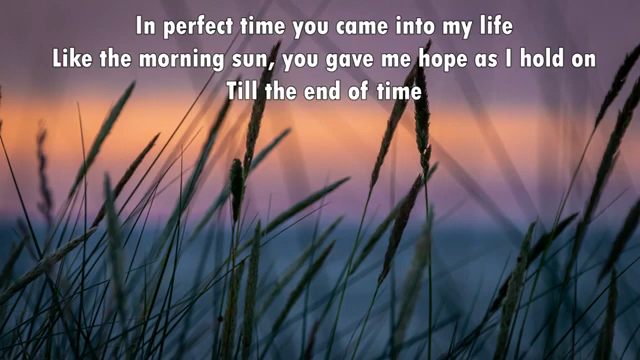 In perfect time you came into my life
Like the morning sun, you gave me hope as I hold on
Till the end of time